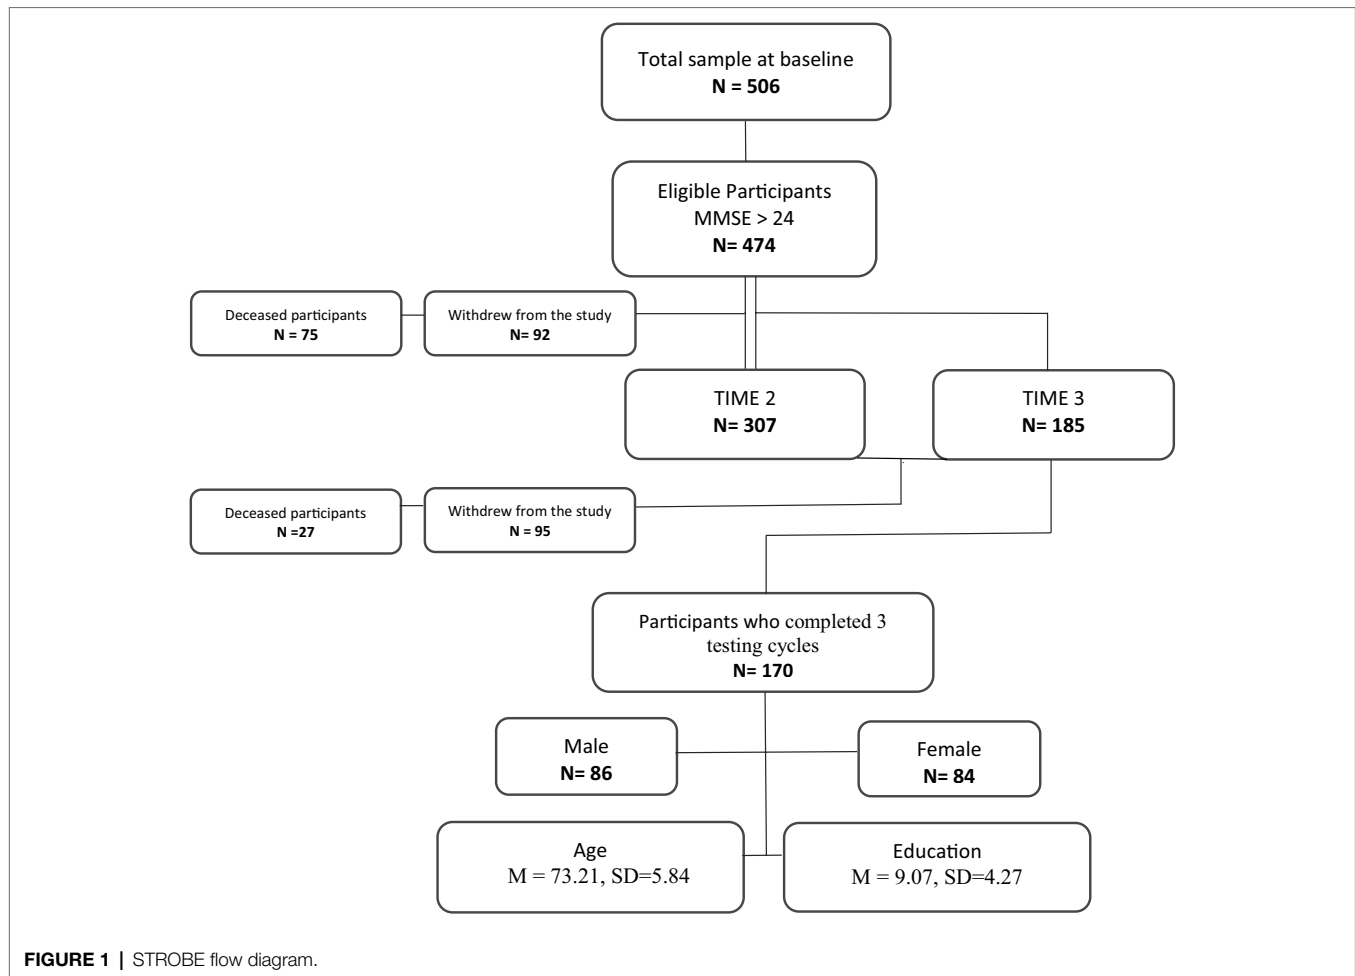 Total sample at baseline
N = 506
Eligible Participants
MMSE > 24
N= 474
Deceased participants
N = 75
Withdrew from the study
N= 92
TIME 2
N= 307
TIME 3
N= 185
Deceased participants
N =27
Withdrew from the study
N = 95
Participants who completed 3
testing cycles
N= 170
Male
N= 86
Female
N= 84
Age
M = 73.21, SD=5.84
Education
M = 9.07, SD=4.27
FIGURE 1 | STROBE flow diagram.